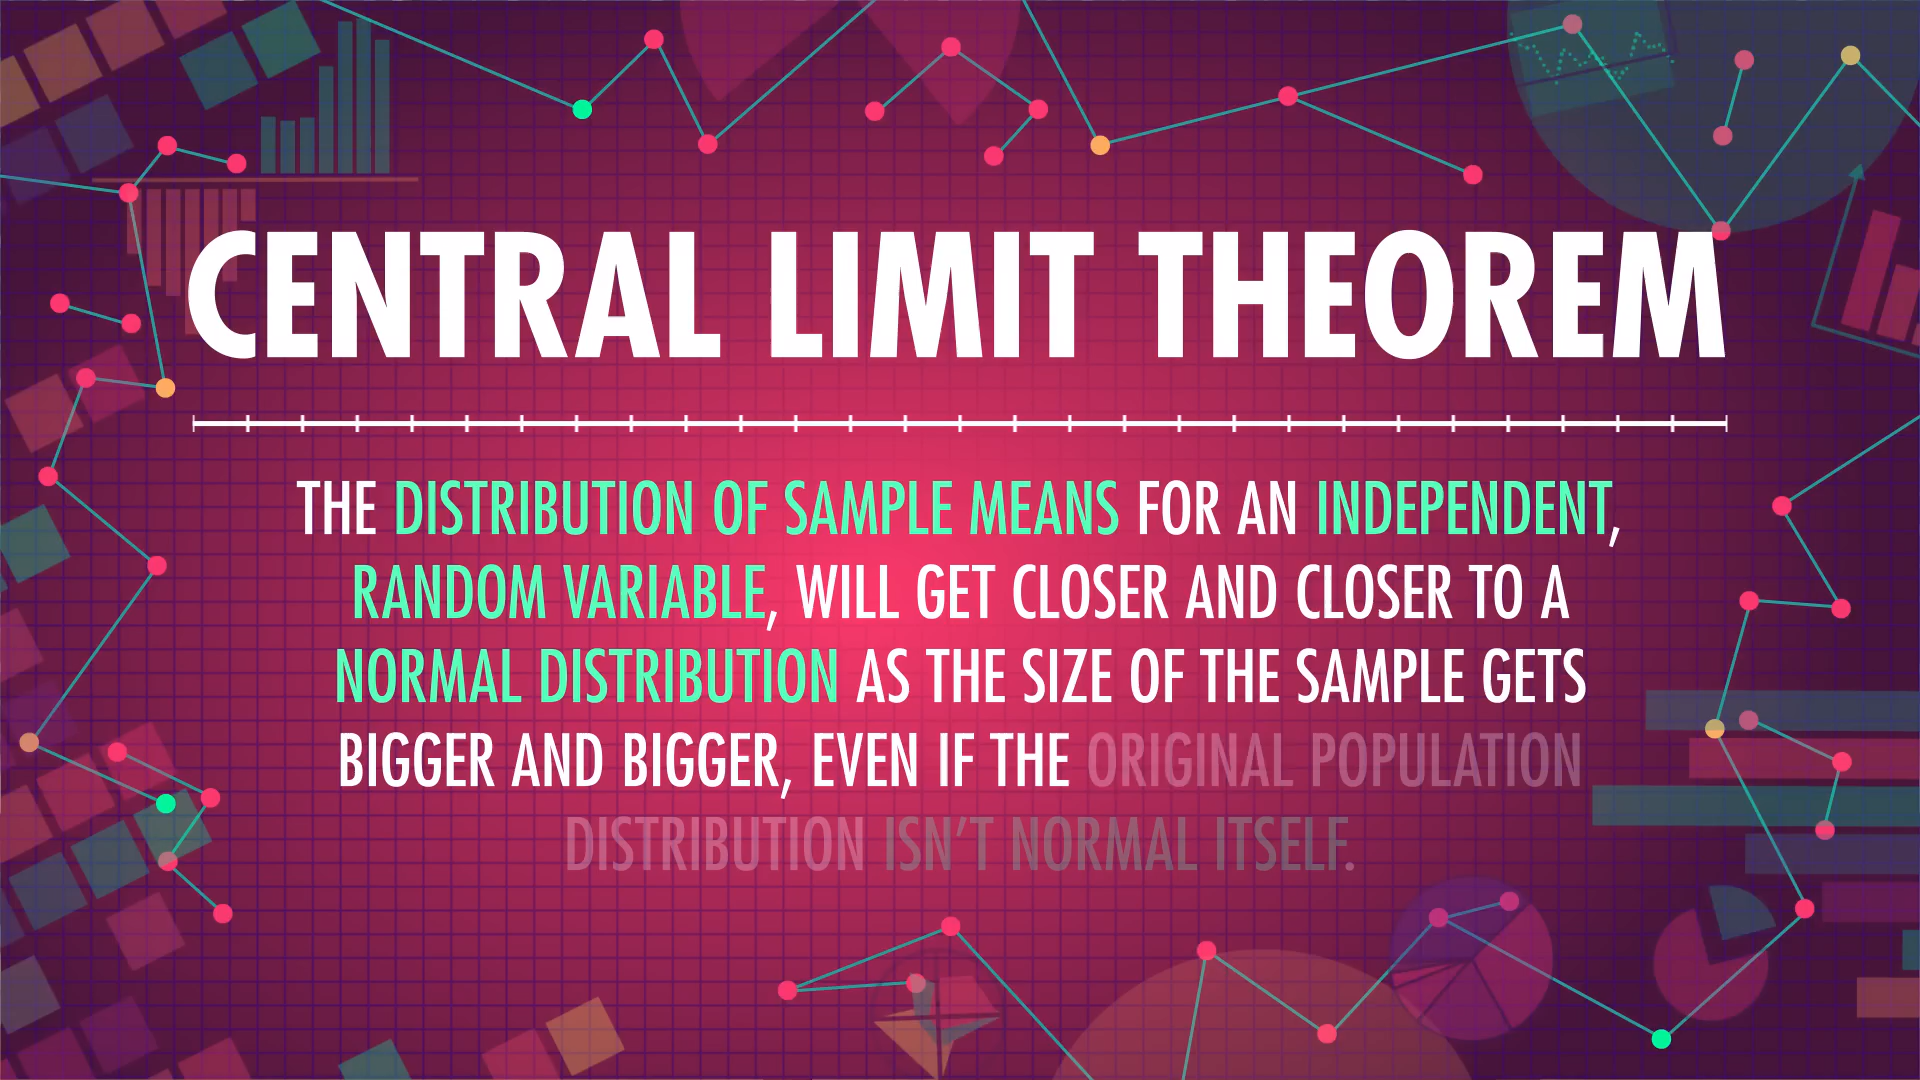 CENTRAL LIMIT THEOREM
THE DISTRIBUTION OF SAMPLE MEANS FOR AN INDEPENDENT,
RANDOM VARIABLE, WILL GET CLOSER AND CLOSER TO A
NORMAL DISTRIBUTION AS THE SIZE OF THE SAMPLE GETS
BIGGER AND BIGGER, EVEN IF THE ORIGINAL POPULATION
DISTRIBUTION ISN'T NORMAL ITSELF.